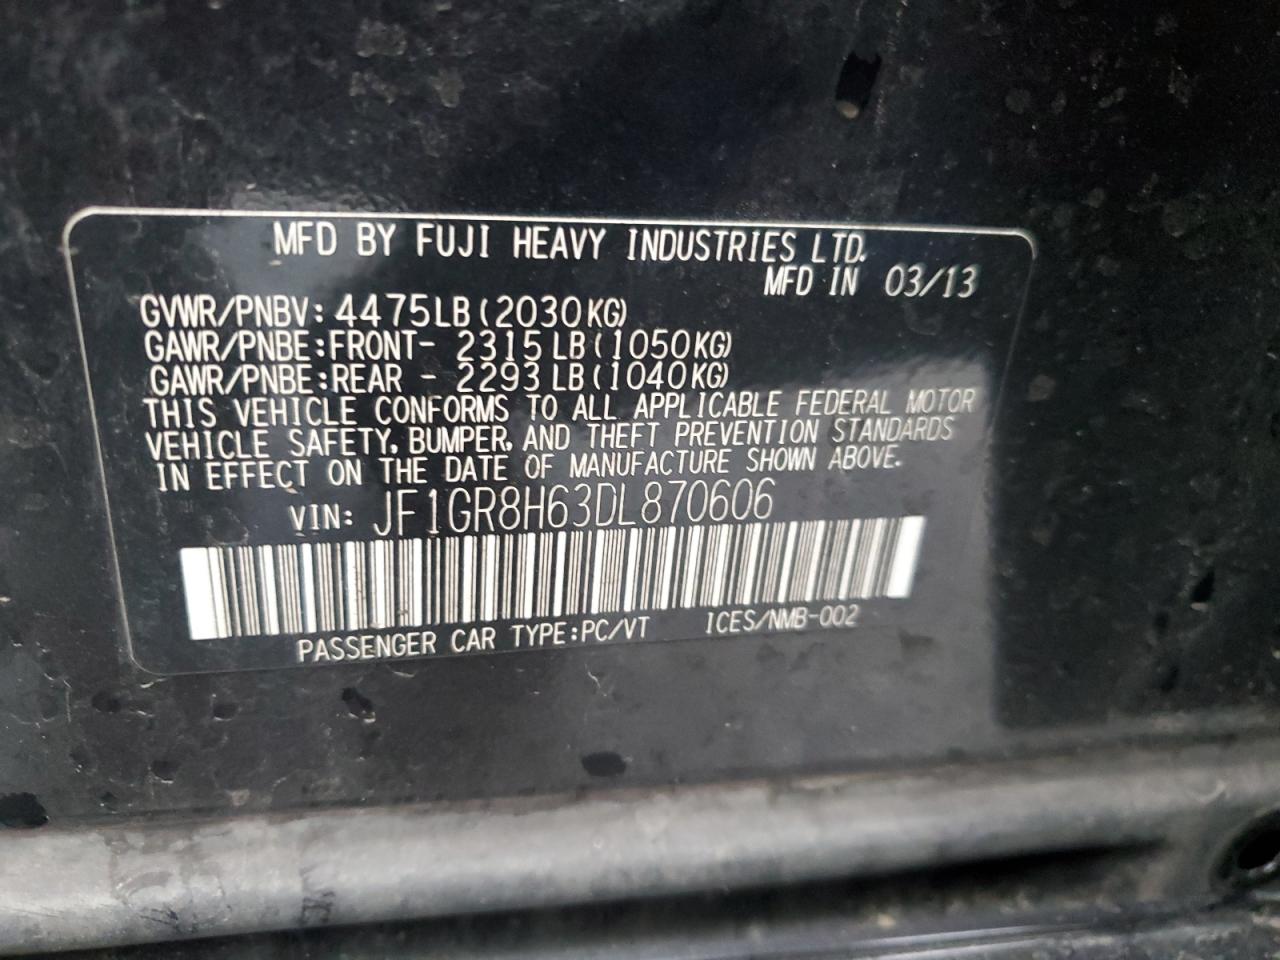 MFD BY FUJI HEAVY INDUSTRIES LTD.
MFD IN 03/13
GVWR/PNBV: 4475LB (2030KG)
GAWR/PNBE:FRONT- 2315LB (1050KG)
GAWR/PNBE:REAR - 2293LB (1040KG)
THIS VEHICLE CONFORMS TO ALL APPLICABLE FEDERAL MOTOR
VEHICLE SAFETY, BUMPER, AND THEFT PREVENTION STANDARDS
IN EFFECT ON THE DATE OF MANUFACTURE SHOWN ABOVE.
VIN: JF1GR8H63DL870606
PASSENGER CAR TYPE:PC/VT ICES/NMB-002